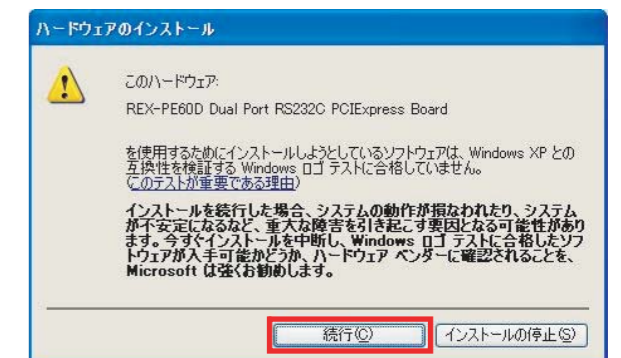 ハードウェアのインストール
このハードウェア:
REX-PE60D Dual Port RS232C PCIExpress Board
を使用するためにインストールしようとしているソフトウェアは、Windows XP との
互換性を検証する Windows ロゴ テストに合格していません。
(このテストが重要である理由)
インストールを続行した場合、システムの動作が損なわれたり、システム
が不安定になるなど、重大な障害を引き起こす要因となる可能性があり
ます。今すぐインストールを中断し、Windows ロゴ テストに合格したソフ
トウェアが入手可能かどうか、ハードウェア ベンダーに確認されることを、
Microsoft は強くお勧めします。
続行(C)
インストールの停止(S)